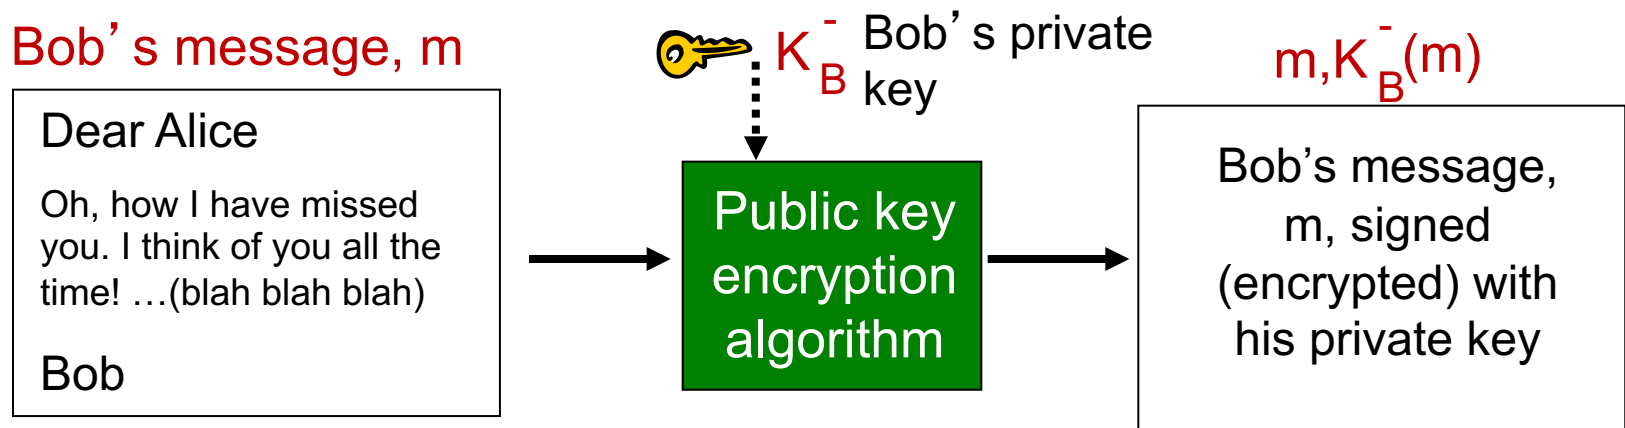 Bob’s message, m
Dear Alice
Oh, how I have missed
you. I think of you all the
time! …(blah blah blah)
Bob
K B -
Bob’s private
key
Public key
encryption
algorithm
m,K B - (m)
Bob’s message,
m, signed
(encrypted) with
his private key